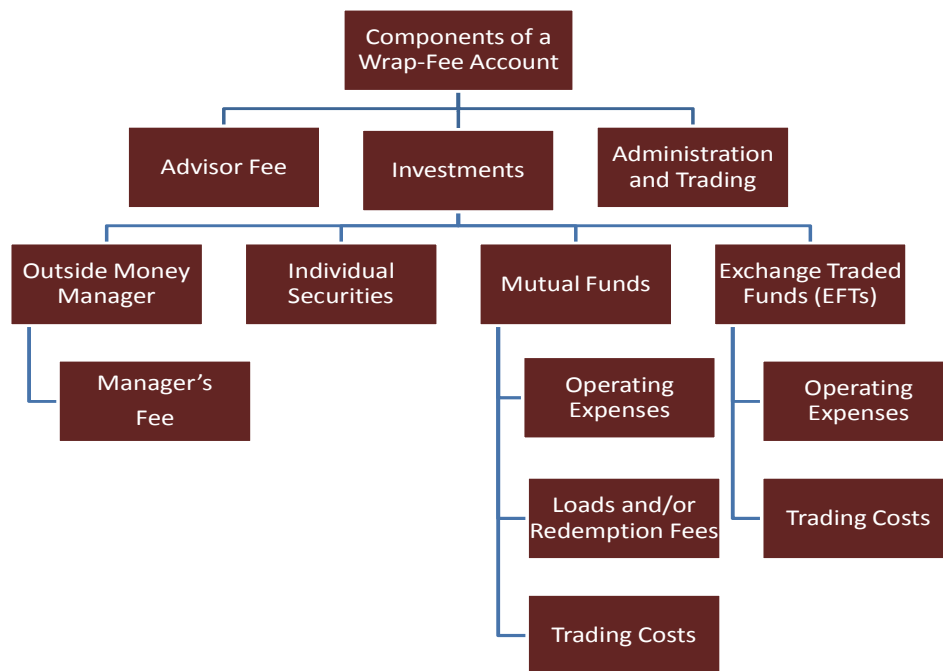 Components of a
Wrap-Fee Account
Advisor Fee
Investments
Administration
and Trading
Outside Money
Manager
Individual
Securities
Mutual Funds
Exchange Traded
Funds (EFTs)
Manager’s
Fee
Operating
Expenses
Operating
Expenses
Loads and/or
Redemption Fees
Trading Costs
Trading Costs